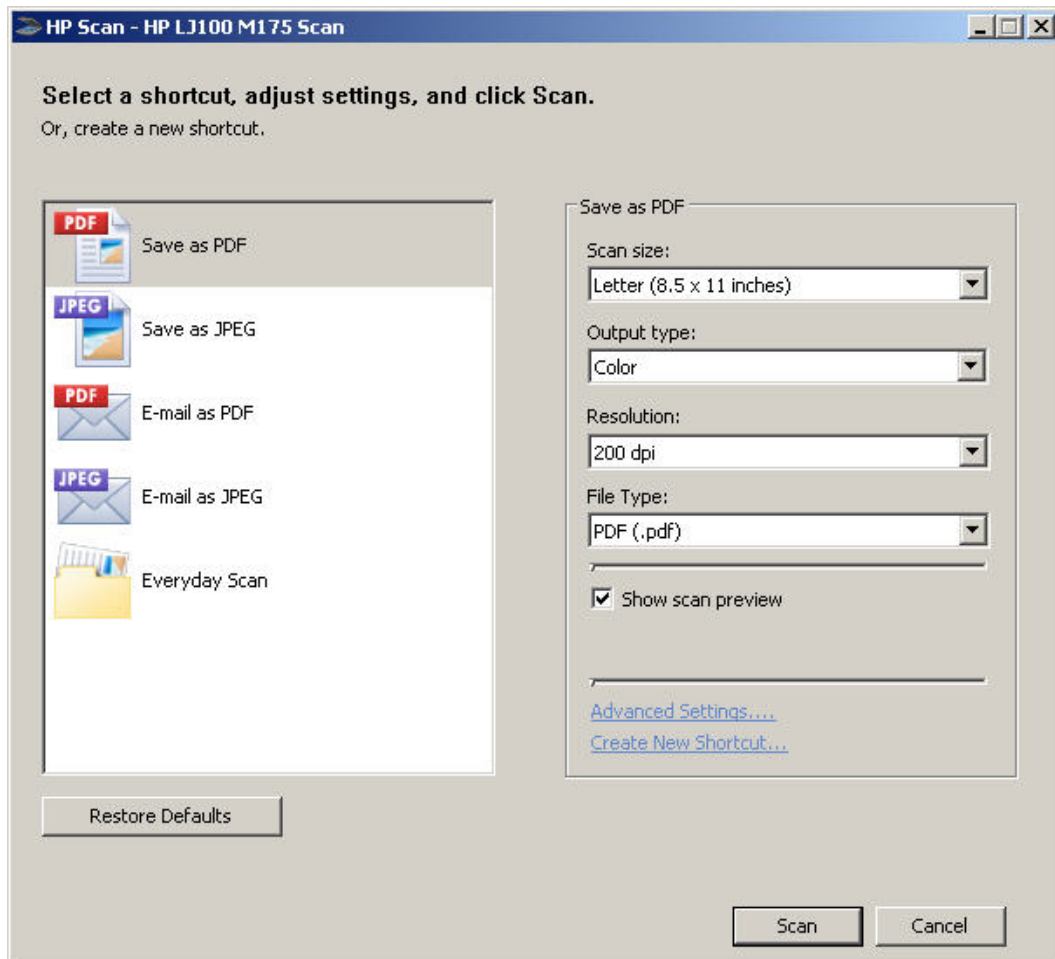 HP Scan - HP LJ100 M175 Scan
Select a shortcut, adjust settings, and click Scan.
Or, create a new shortcut.
PDF
Save as PDF
JPEG
Save as JPEG
PDF
E-mail as PDF
JPEG
E-mail as JPEG
Everyday Scan
Restore Defaults
Save as PDF
Scan size:
Letter (8.5 x 11 inches)
Output type:
Color
Resolution:
200 dpi
File Type:
PDF (.pdf)
Show scan preview
Advanced Settings....
Create New Shortcut...
Scan
Cancel